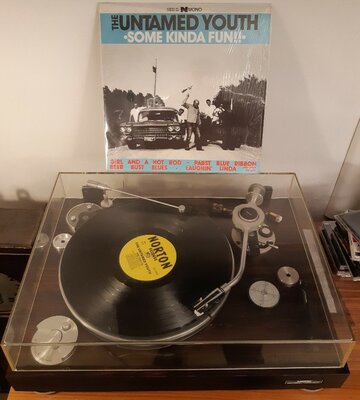 MONO
THE UNTAMED YOUTH
"SOME KINDA FUN!!"
GIRL AND A HOT ROD - PABST BLUE RIBBON
BEER BUST BLUES - LAUGHIN' LINDA
NORTON